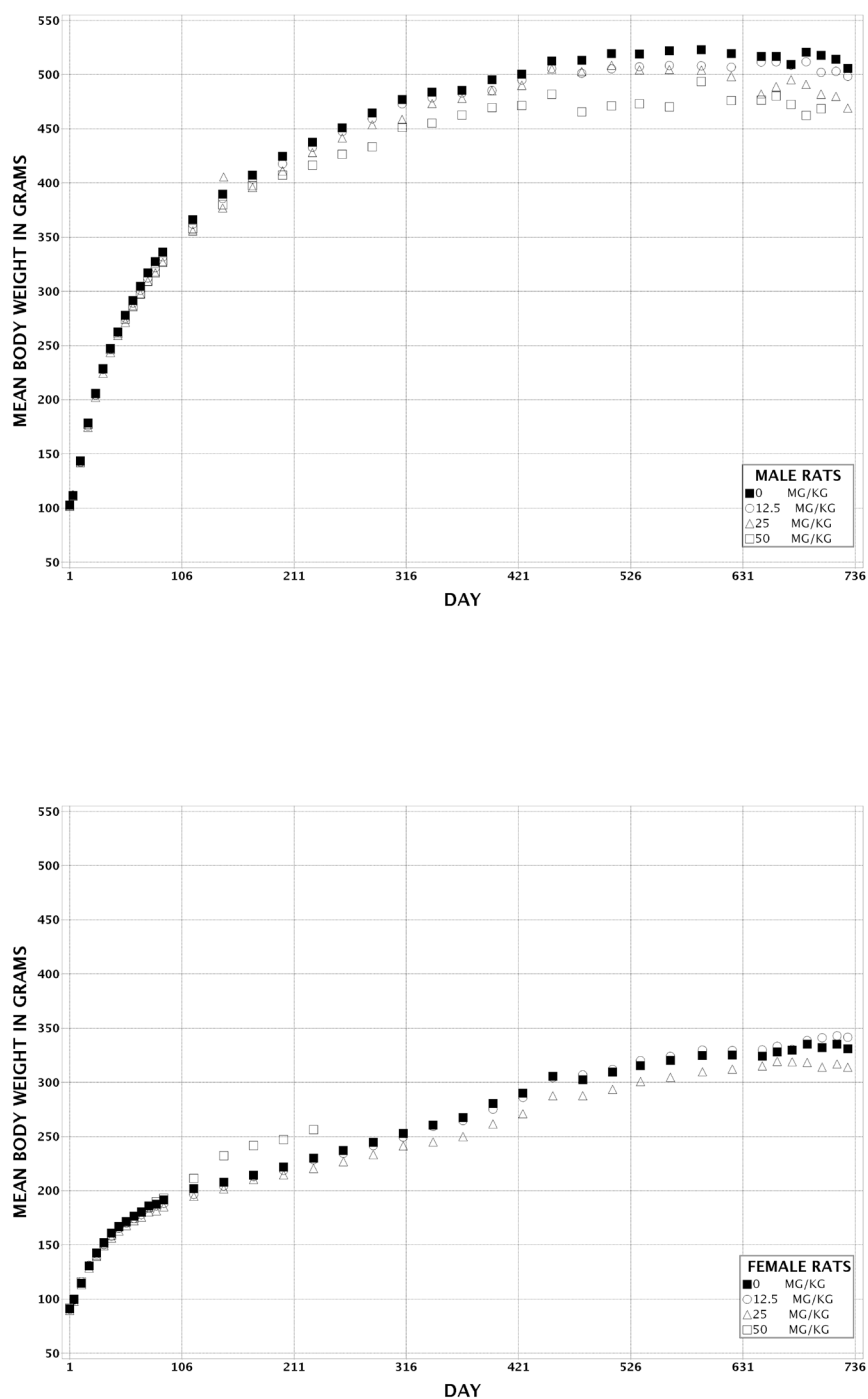 550
500
450
400
350
300
250
200
150
100
50
MEAN BODY WEIGHT IN GRAMS
MALE RATS
0 MG/KG
12.5 MG/KG
25 MG/KG
50 MG/KG
1 106 211 316 421 526 631 736
DAY
550
500
450
400
350
300
250
200
150
100
50
MEAN BODY WEIGHT IN GRAMS
FEMALE RATS
0 MG/KG
12.5 MG/KG
25 MG/KG
50 MG/KG
1 106 211 316 421 526 631 736
DAY